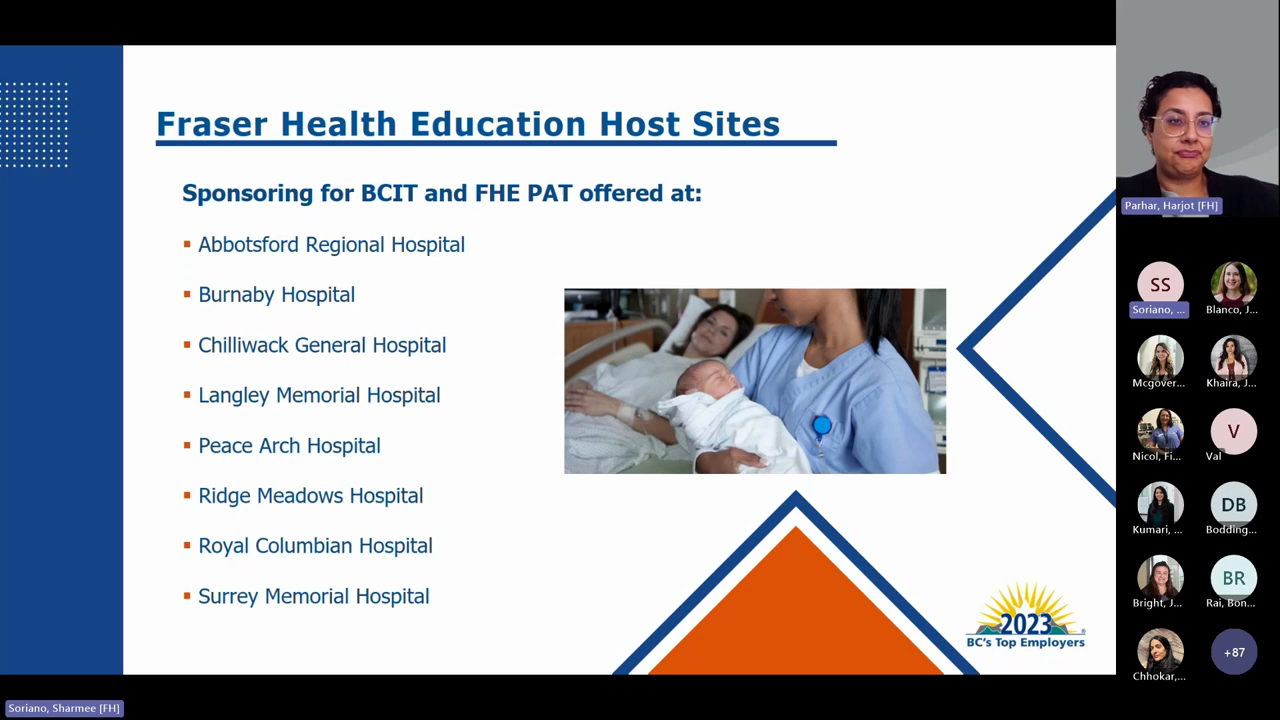 Fraser Health Education Host Sites
Sponsoring for BCIT and FHE PAT offered at:
▪ Abbotsford Regional Hospital
▪ Burnaby Hospital
▪ Chilliwack General Hospital
▪ Langley Memorial Hospital
▪ Peace Arch Hospital
▪ Ridge Meadows Hospital
▪ Royal Columbian Hospital
▪ Surrey Memorial Hospital
2023
BC's Top Employers
Soriano, Sharmee [FH]
Parhar, Harjot [FH]
SS
Soriano, ...
Blanco, J...
Mcgover...
Khaira, J...
Nicol, Fi...
V
Val
Kumari, ...
DB
Bodding...
Bright, J...
BR
Rai, Bon...
Chhokar,...
+87